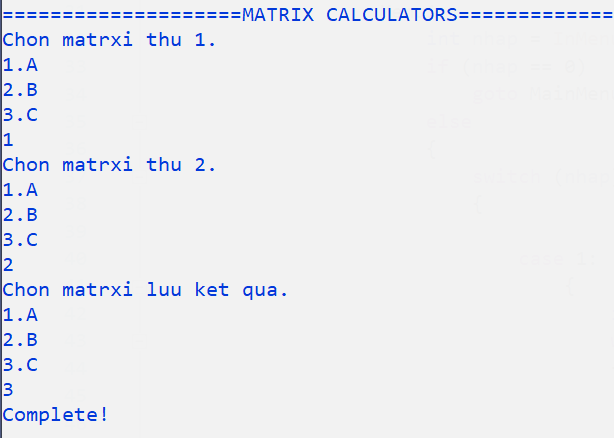 ====================MATRIX CALCULATORS=============
Chon matrxi thu 1.
1.A
2.B
3.C
1
Chon matrxi thu 2.
1.A
2.B
3.C
2
Chon matrxi luu ket qua.
1.A
2.B
3.C
3
Complete!